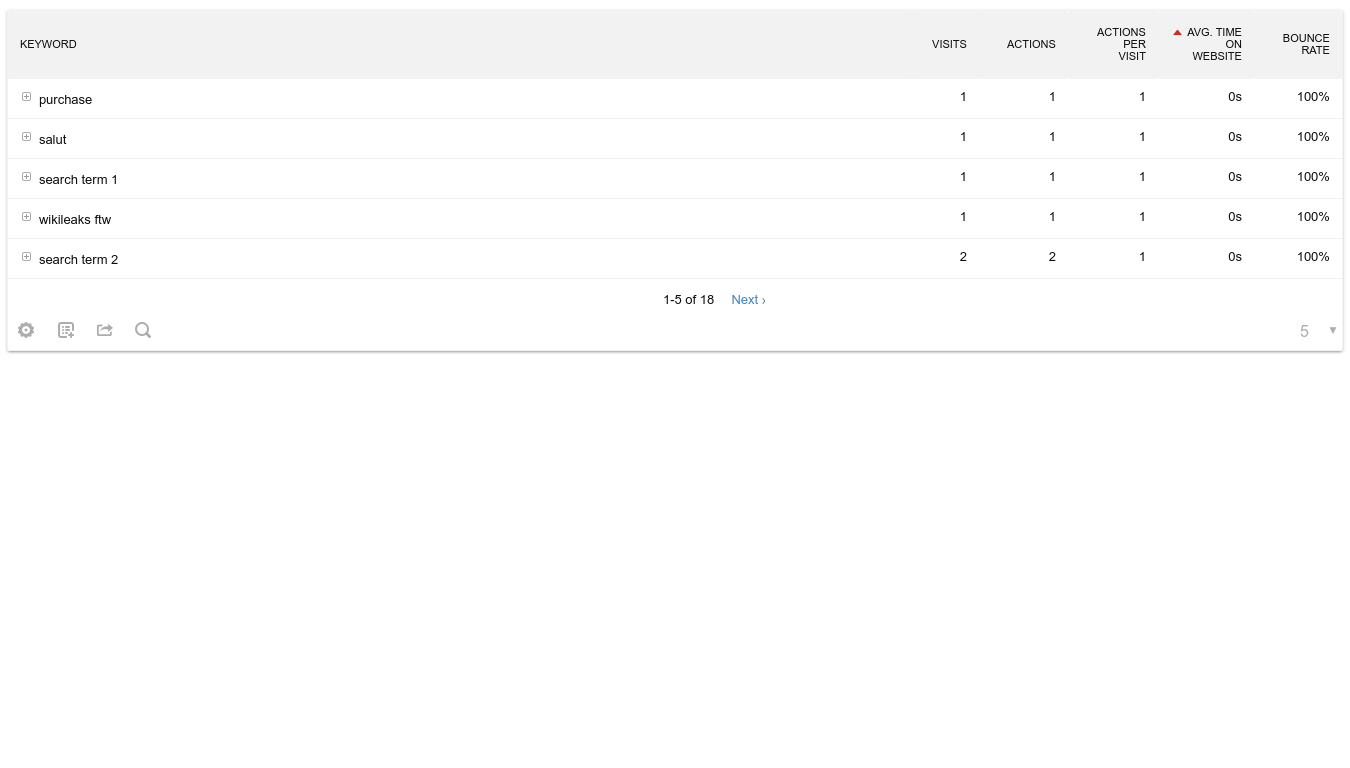 KEYWORD VISITS ACTIONS ACTIONS PER VISIT AVG. TIME ON WEBSITE BOUNCE RATE
purchase 1 1 1 0s 100%
salut 1 1 1 0s 100%
search term 1 1 1 1 0s 100%
wikileaks ftw 1 1 1 0s 100%
search term 2 2 2 1 0s 100%
1-5 of 18 Next ›
5